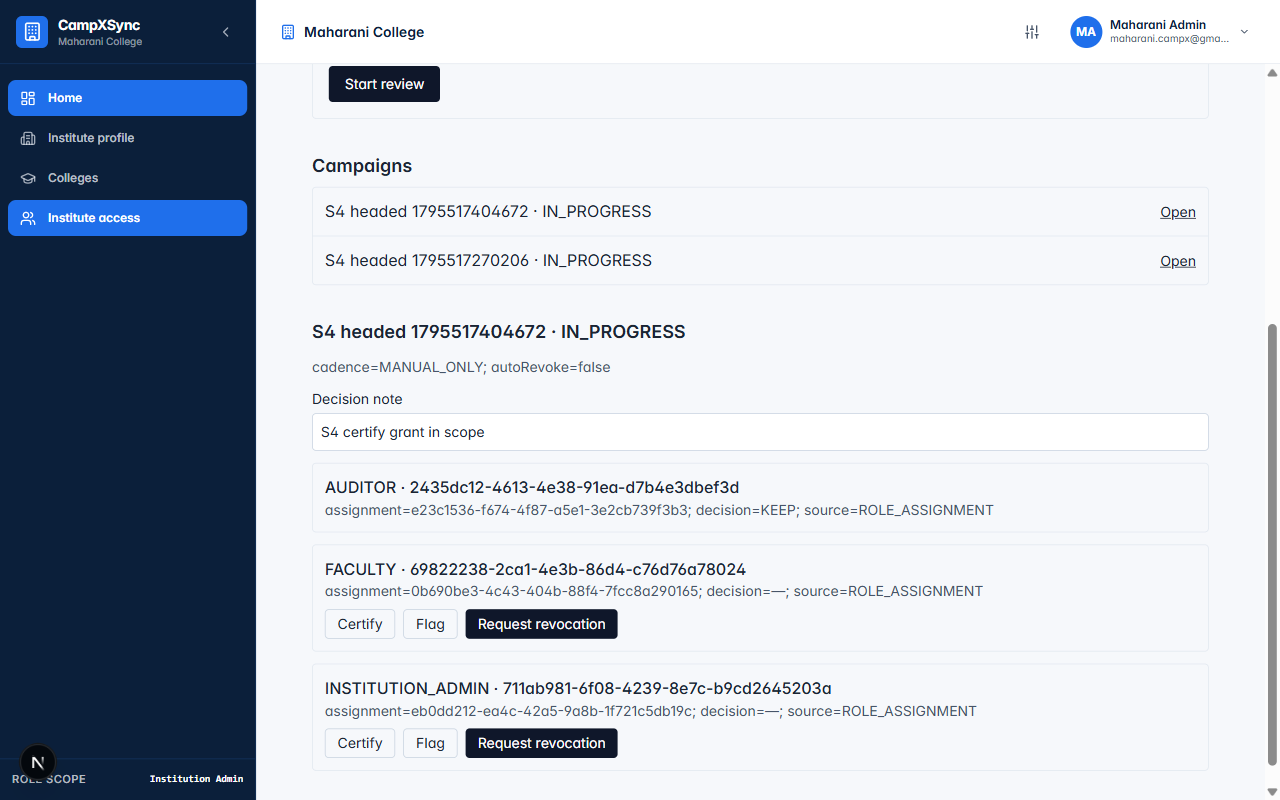 CampXSync
Maharani College
Home
Institute profile
Colleges
Institute access
ROLE SCOPE
Institution Admin
N
Maharani College
MA
Maharani Admin
maharani.campx@gma...
Start review
Campaigns
S4 headed 1795517404672 · IN_PROGRESS
Open
S4 headed 1795517270206 · IN_PROGRESS
Open
S4 headed 1795517404672 · IN_PROGRESS
cadence=MANUAL_ONLY; autoRevoke=false
Decision note
S4 certify grant in scope
AUDITOR · 2435dc12-4613-4e38-91ea-d7b4e3dbef3d
assignment=e23c1536-f674-4f87-a5e1-3e2cb739f3b3; decision=KEEP; source=ROLE_ASSIGNMENT
FACULTY · 69822238-2ca1-4e3b-86d4-c76d76a78024
assignment=0b690be3-4c43-404b-88f4-7fcc8a290165; decision=—; source=ROLE_ASSIGNMENT
Certify
Flag
Request revocation
INSTITUTION_ADMIN · 711ab981-6f08-4239-8e7c-b9cd2645203a
assignment=eb0dd212-ea4c-42a5-9a8b-1f721c5db19c; decision=—; source=ROLE_ASSIGNMENT
Certify
Flag
Request revocation